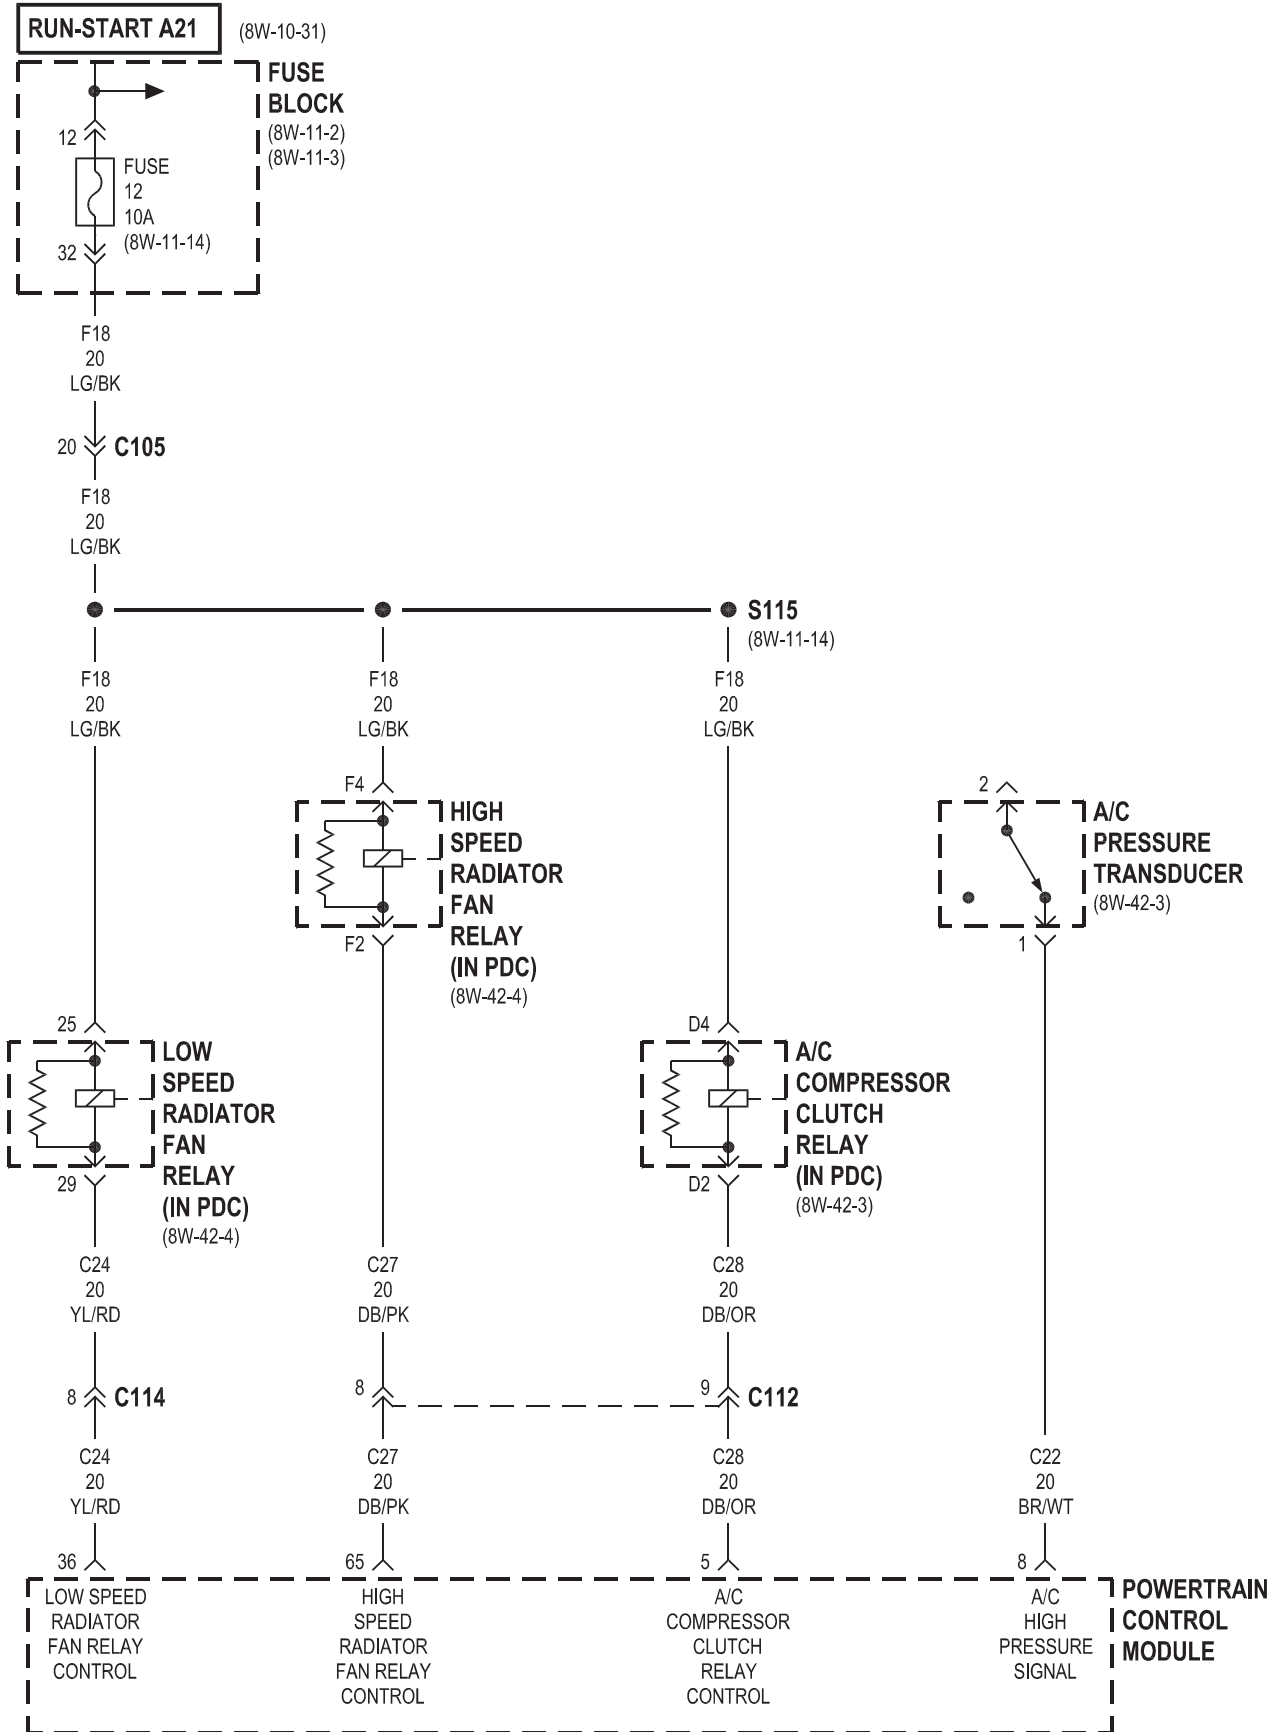 RUN-START A21 (8W-10-31)
FUSE
BLOCK
(8W-11-2)
(8W-11-3)
12
FUSE
12
10A
(8W-11-14)
32
F18
20
LG/BK
20 C105
F18
20
LG/BK
S115
(8W-11-14)
F18
20
LG/BK
F18
20
LG/BK
F18
20
LG/BK
F4
HIGH
SPEED
RADIATOR
FAN
RELAY
(IN PDC)
(8W-42-4)
F2
2
A/C
PRESSURE
TRANSDUCER
(8W-42-3)
1
25
LOW
SPEED
RADIATOR
FAN
RELAY
(IN PDC)
(8W-42-4)
29
D4
A/C
COMPRESSOR
CLUTCH
RELAY
(IN PDC)
(8W-42-3)
D2
C24
20
YL/RD
C27
20
DB/PK
C28
20
DB/OR
8 C114
8
9 C112
C24
20
YL/RD
C27
20
DB/PK
C28
20
DB/OR
C22
20
BR/WT
36
65
5
8
LOW SPEED
RADIATOR
FAN RELAY
CONTROL
HIGH
SPEED
RADIATOR
FAN RELAY
CONTROL
A/C
COMPRESSOR
CLUTCH
RELAY
CONTROL
A/C
HIGH
PRESSURE
SIGNAL
POWERTRAIN
CONTROL
MODULE